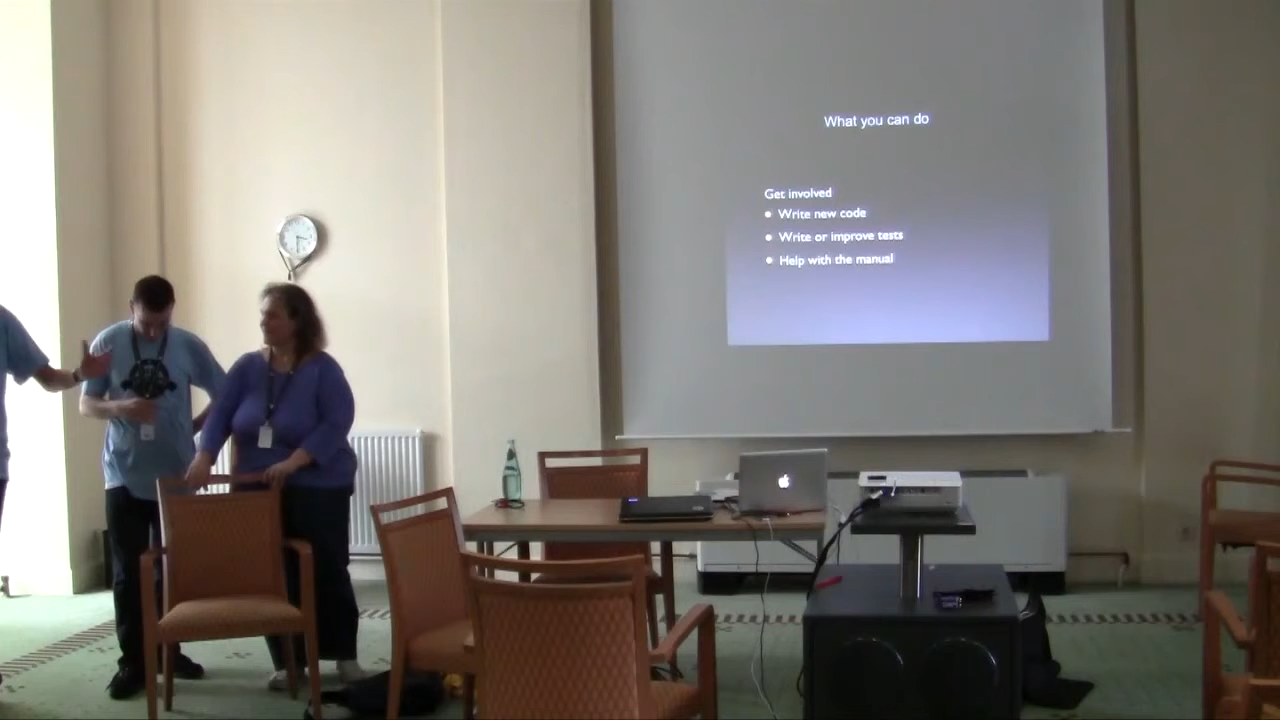 What you can do
Get involved
Write new code
Write or improve tests
Help with the manual